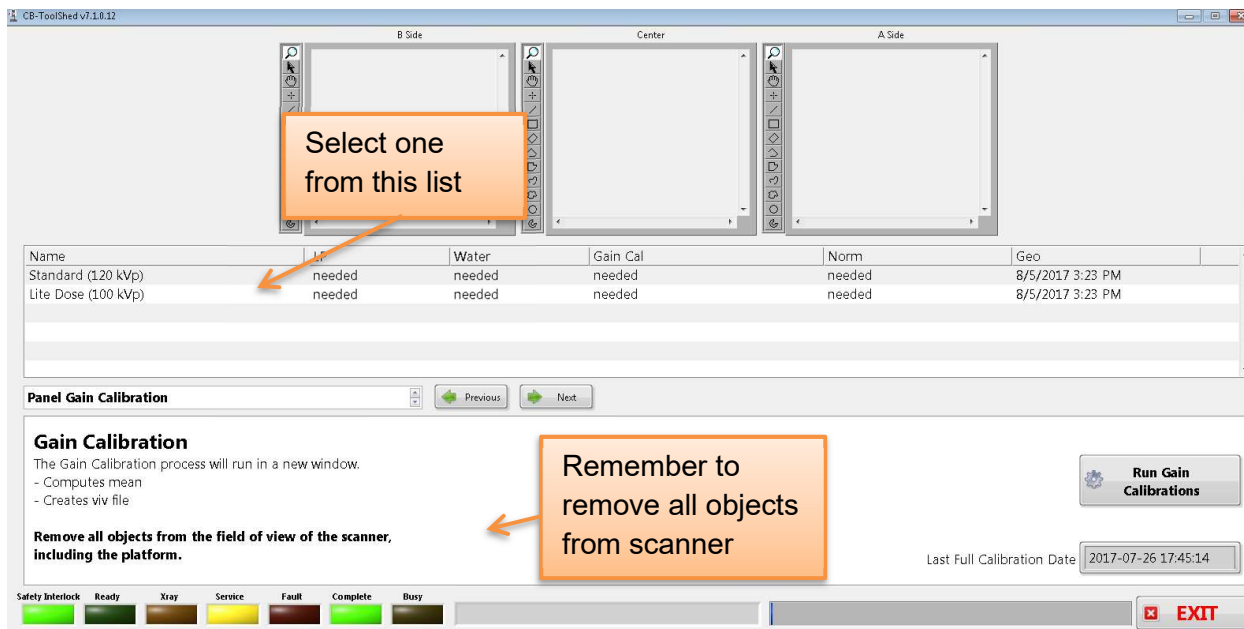 CB-ToolShed v7.1.0.12
B Side
Center
A Side
Select one
from this list
Name Water Gain Cal Norm Geo
Standard (120 kVp) needed needed needed needed 8/5/2017 3:23 PM
Lite Dose (100 kVp) needed needed needed needed 8/5/2017 3:23 PM
Panel Gain Calibration
Previous
Next
Gain Calibration
The Gain Calibration process will run in a new window.
- Computes mean
- Creates viv file
Remove all objects from the field of view of the scanner,
including the platform.
Remember to
remove all objects
from scanner
Run Gain
Calibrations
Last Full Calibration Date 2017-07-26 17:45:14
Safety Interlock Ready Xray Service Fault Complete Busy
EXIT